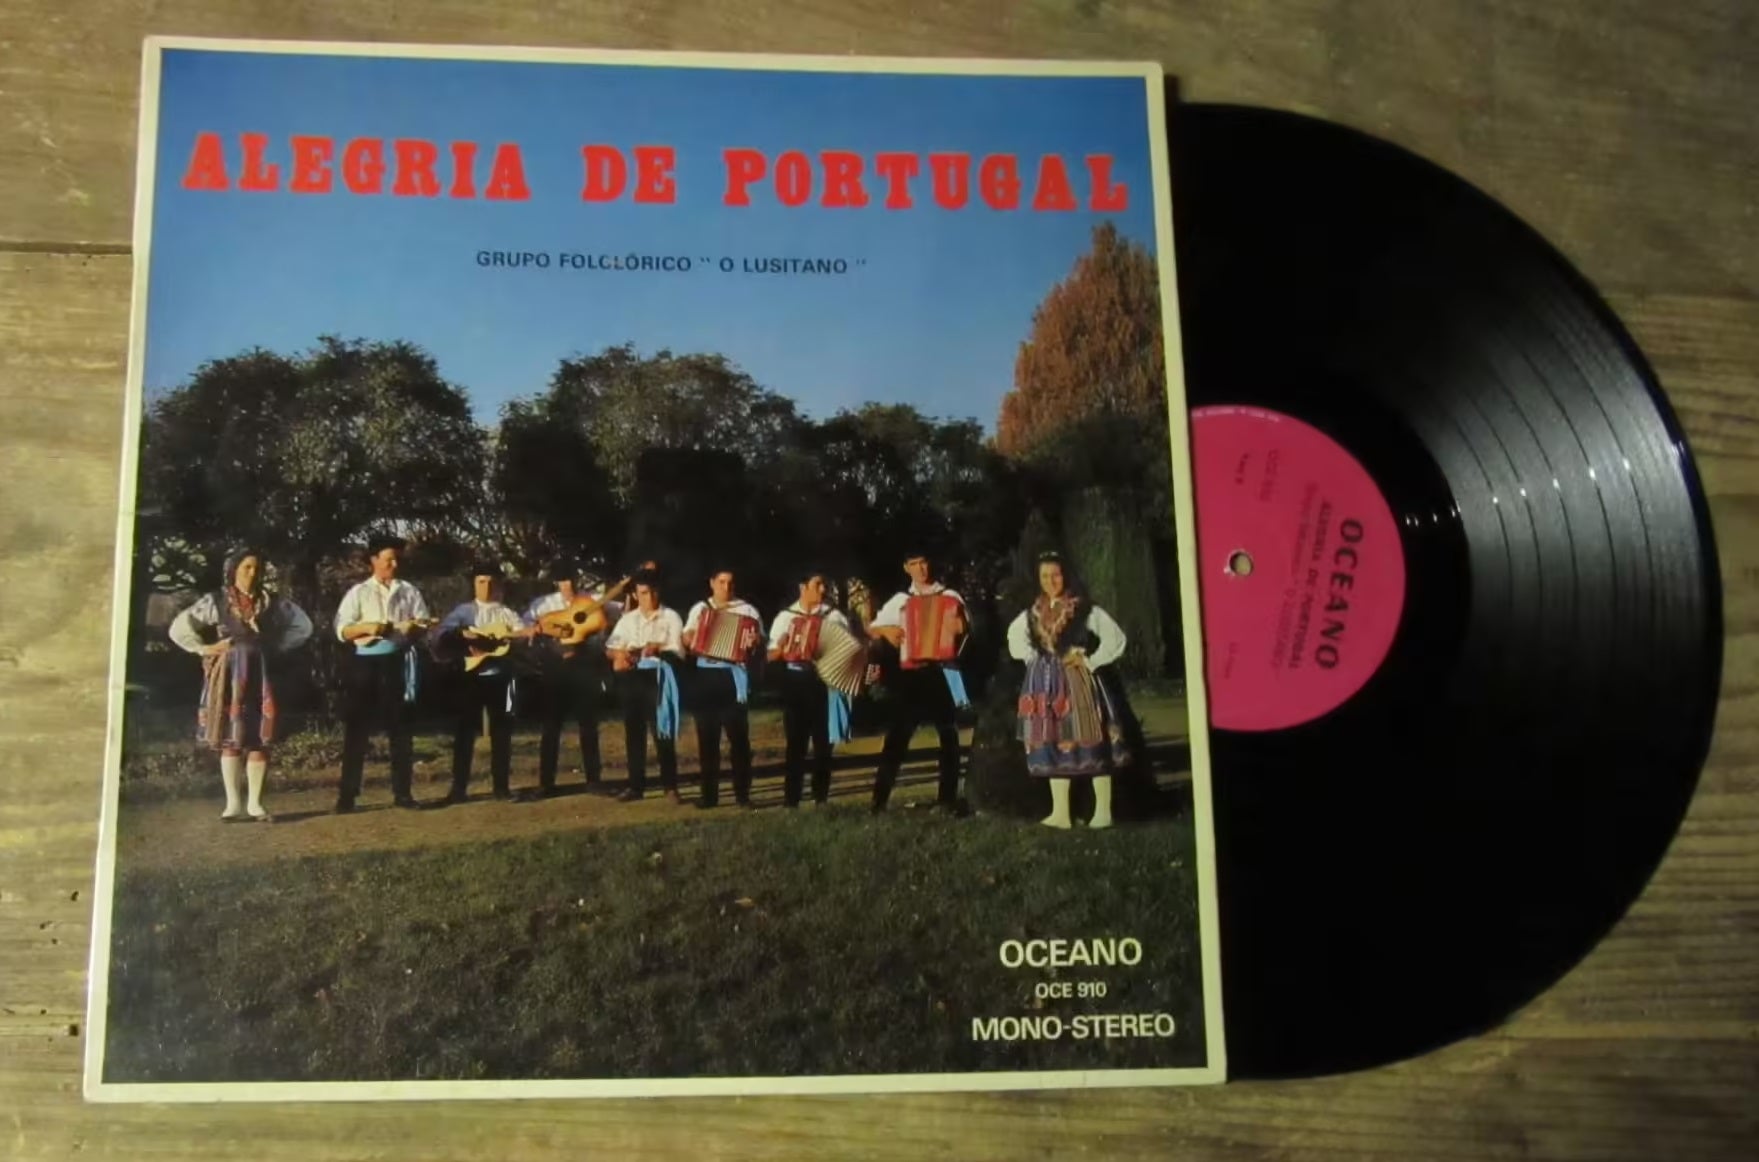 ALEGRIA DE PORTUGAL
GRUPO FOLCLÓRICO " O LUSITANO "
OCEANO
OCE 910
MONO-STEREO
OCEANO
ALEGRIA DE PORTUGAL